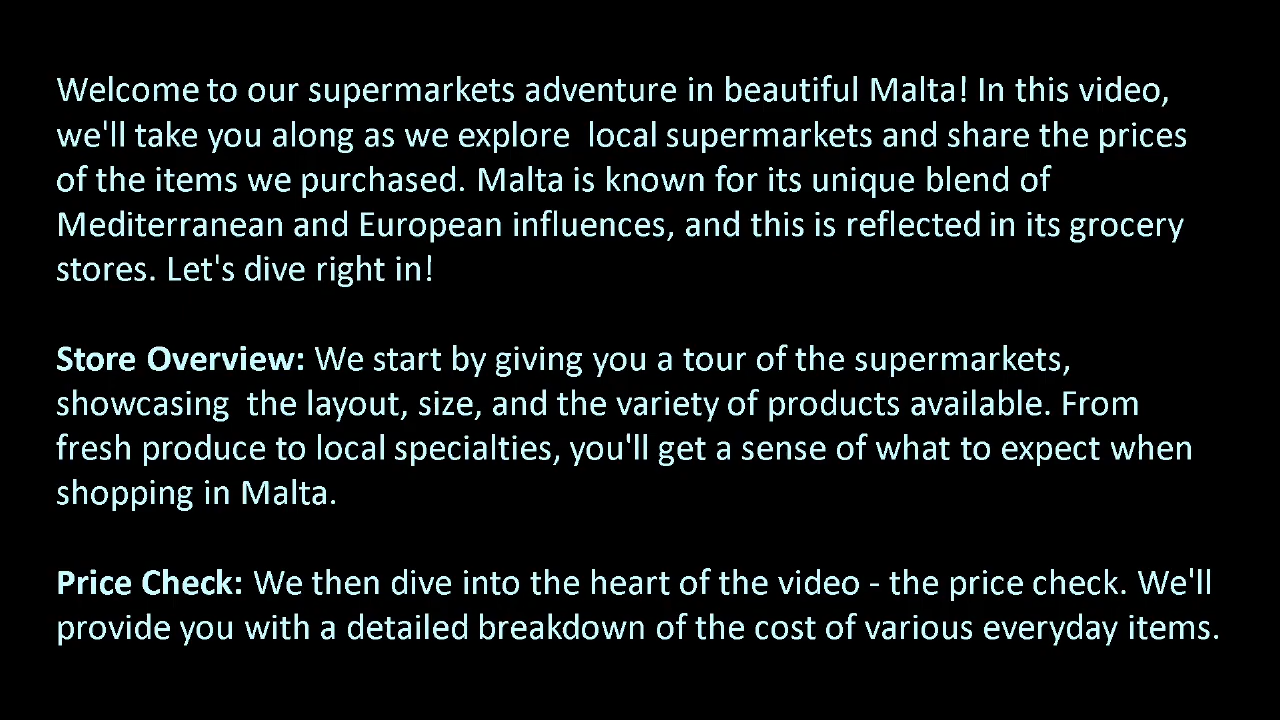 Welcome to our supermarkets adventure in beautiful Malta! In this video,
we'll take you along as we explore  local supermarkets and share the prices
of the items we purchased. Malta is known for its unique blend of
Mediterranean and European influences, and this is reflected in its grocery
stores. Let's dive right in!
Store Overview: We start by giving you a tour of the supermarkets,
showcasing  the layout, size, and the variety of products available. From
fresh produce to local specialties, you'll get a sense of what to expect when
shopping in Malta.
Price Check: We then dive into the heart of the video - the price check. We'll
provide you with a detailed breakdown of the cost of various everyday items.